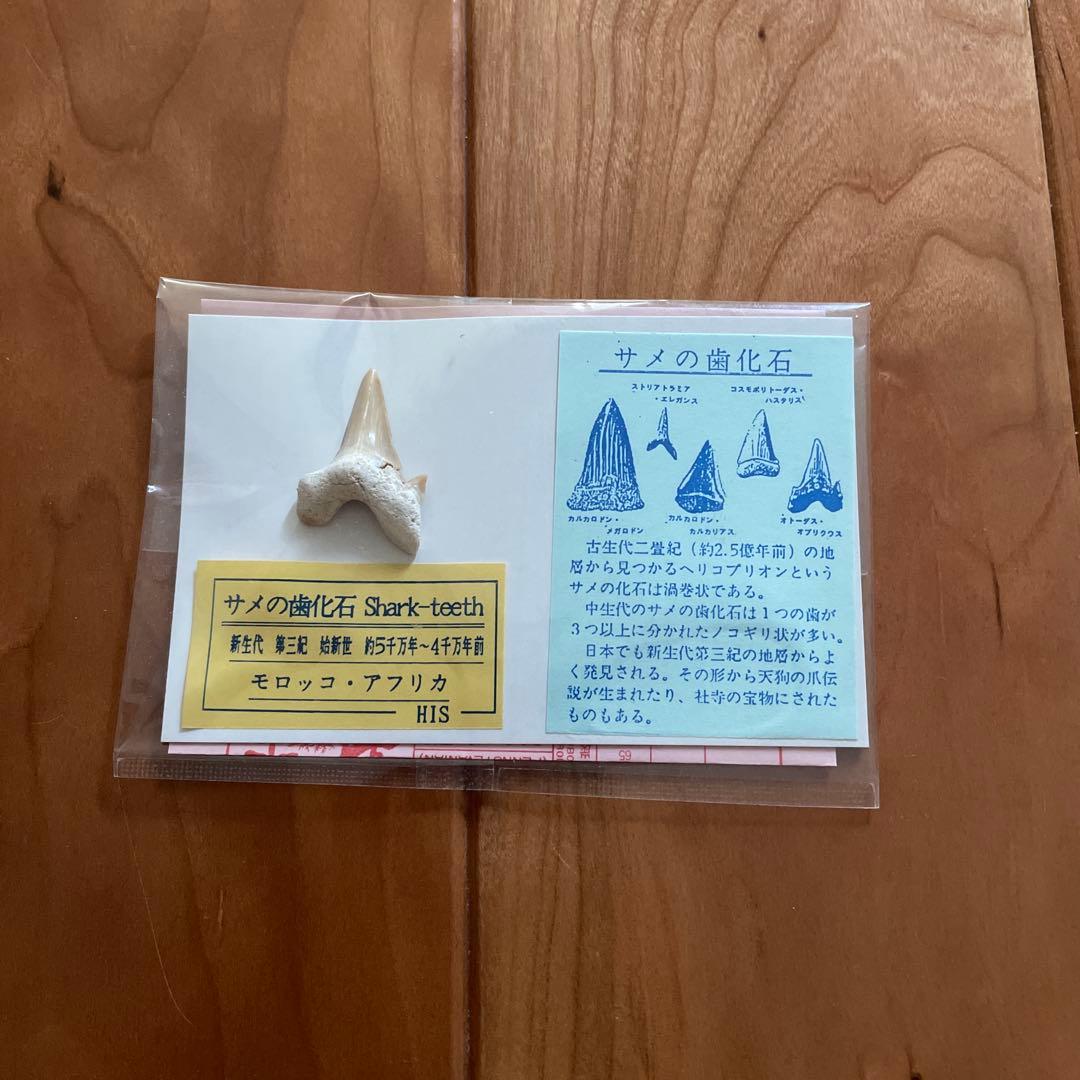 サメの歯化石 Shark-teeth
新生代 第三紀 始新世 約5千万年～4千万年前
モロッコ・アフリカ
HIS
サメの歯化石
ストリアトラミア
・エレガンス
コスモポリトーダス・
ハスタリス
カルカロドン・
メガロドン
カルカロドン・
カルカリアス
オトーダス・
オブリクウス
古生代二畳紀（約2.5億年前）の地
層から見つかるヘリコプリオンという
サメの化石は渦巻状である。
中生代のサメの歯化石は１つの歯が
３つ以上に分かれたノコギリ状が多い。
日本でも新生代第三紀の地層からよ
く発見される。その形から天狗の爪伝
説が生まれたり、社寺の宝物にされた
ものもある。
65